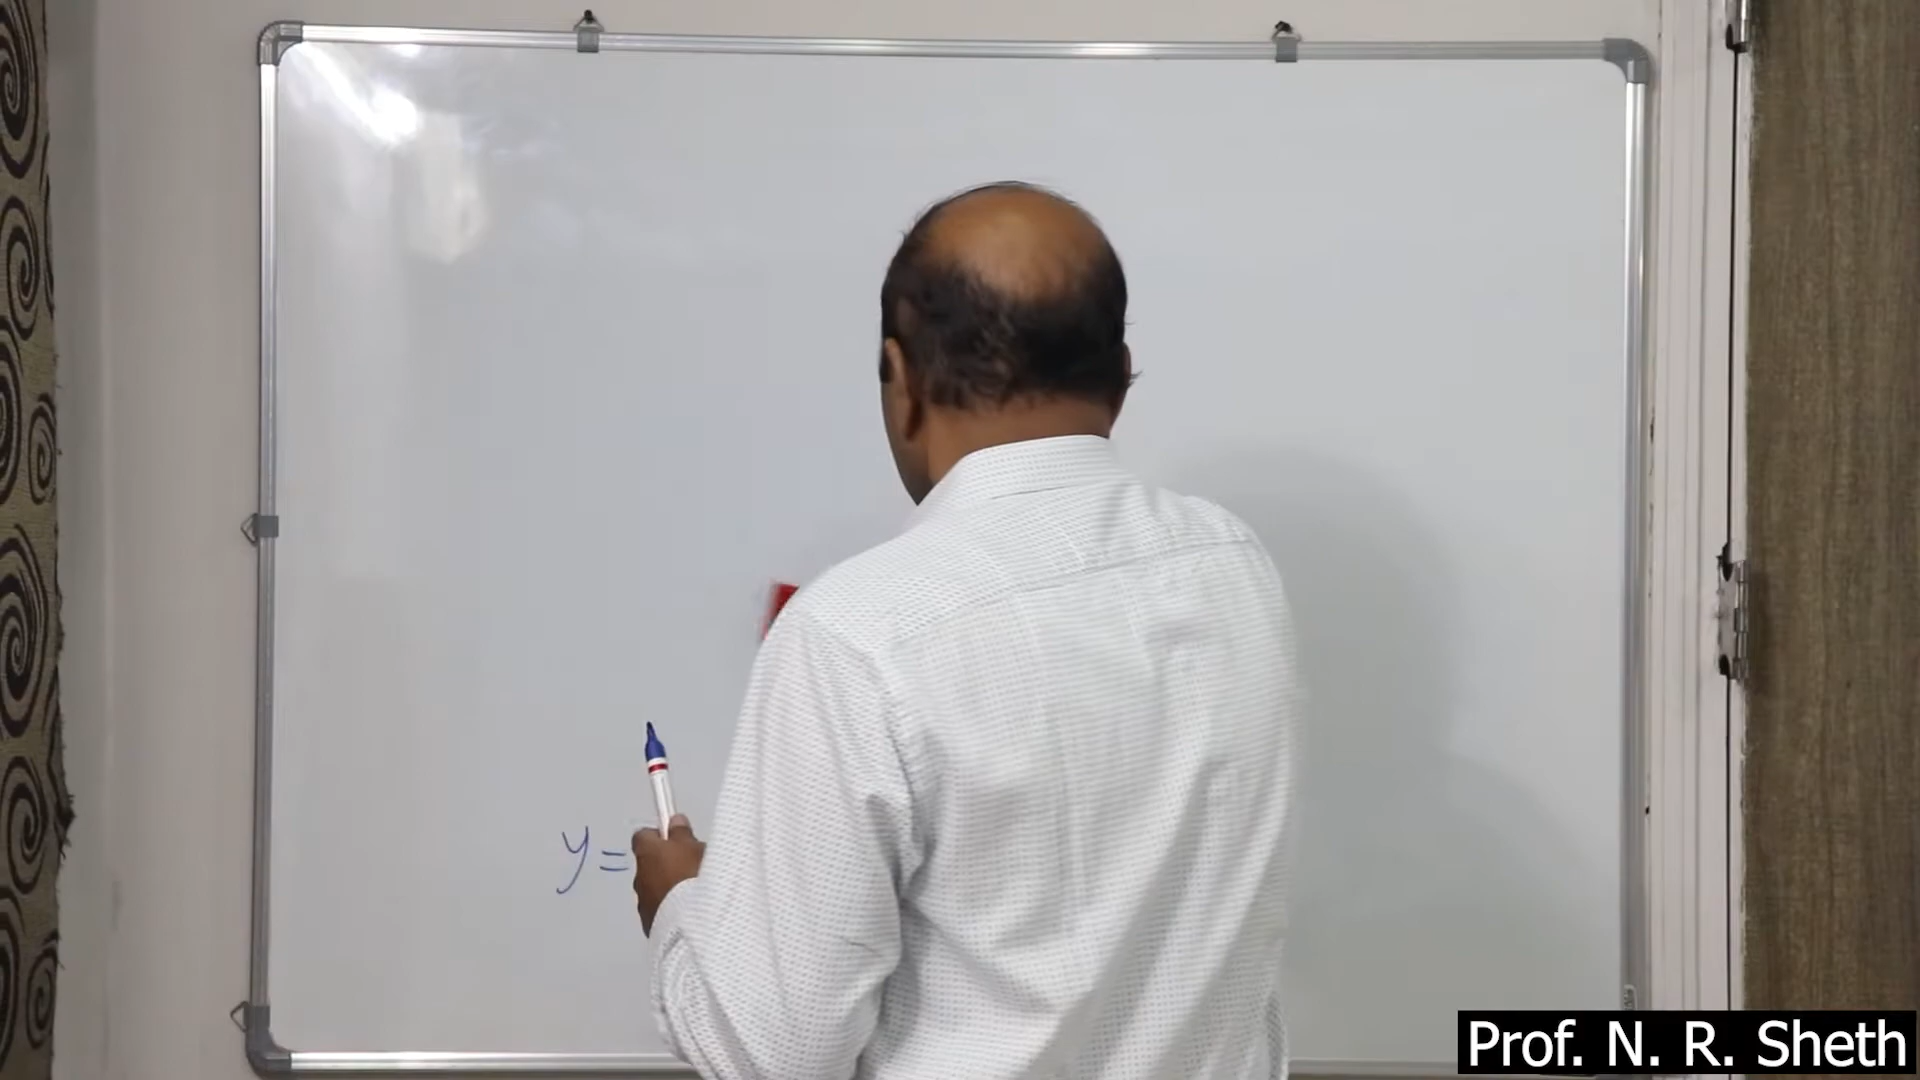 y =
Prof. N. R. Sheth